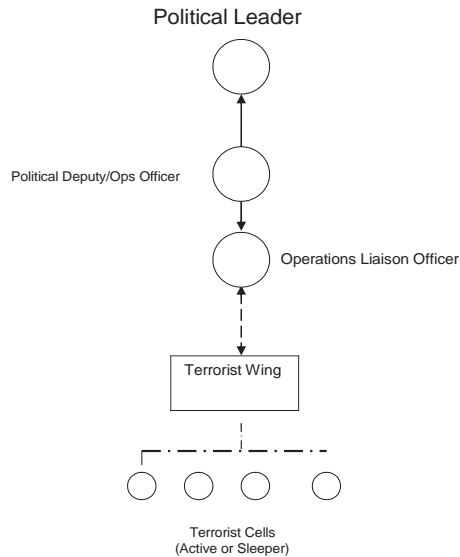 Political Leader
Political Deputy/Ops Officer
Operations Liaison Officer
Terrorist Wing
Terrorist Cells
(Active or Sleeper)